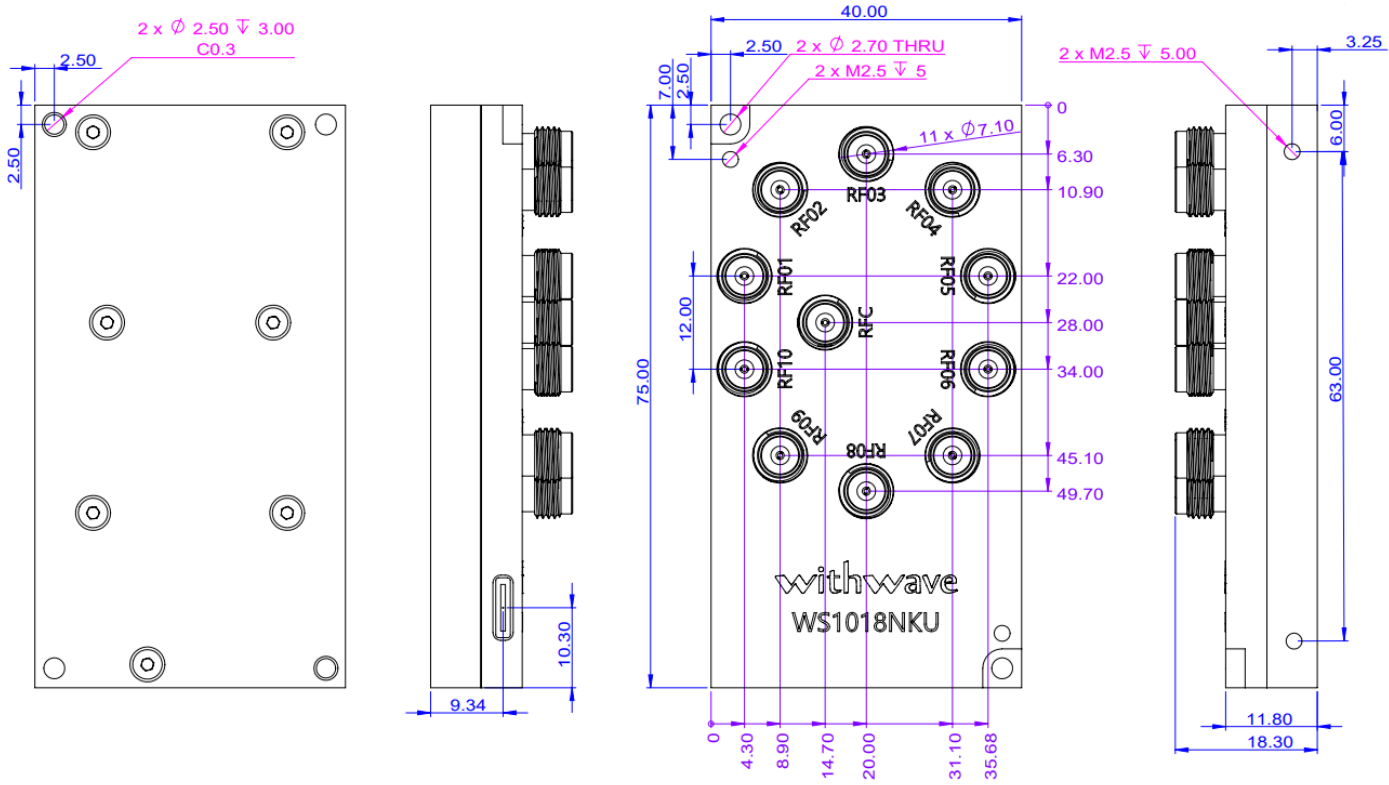 2 x ∅ 2.50 ↧ 3.00
C0.3
2.50
2.50
9.34
10.30
40.00
2.50
2 x ∅ 2.70 THRU
2 x M2.5 ↧ 5
7.00
2.50
11 x ∅7.10
RF03
RF02
RF04
RF01
RF05
RFC
RF10
RF06
RF09
RF07
RF08
withwave
WS1018NKU
12.00
75.00
0
6.30
10.90
22.00
28.00
34.00
45.10
49.70
0
4.30
8.90
14.70
20.00
31.10
35.68
2 x M2.5 ↧ 5.00
3.25
6.00
63.00
11.80
18.30